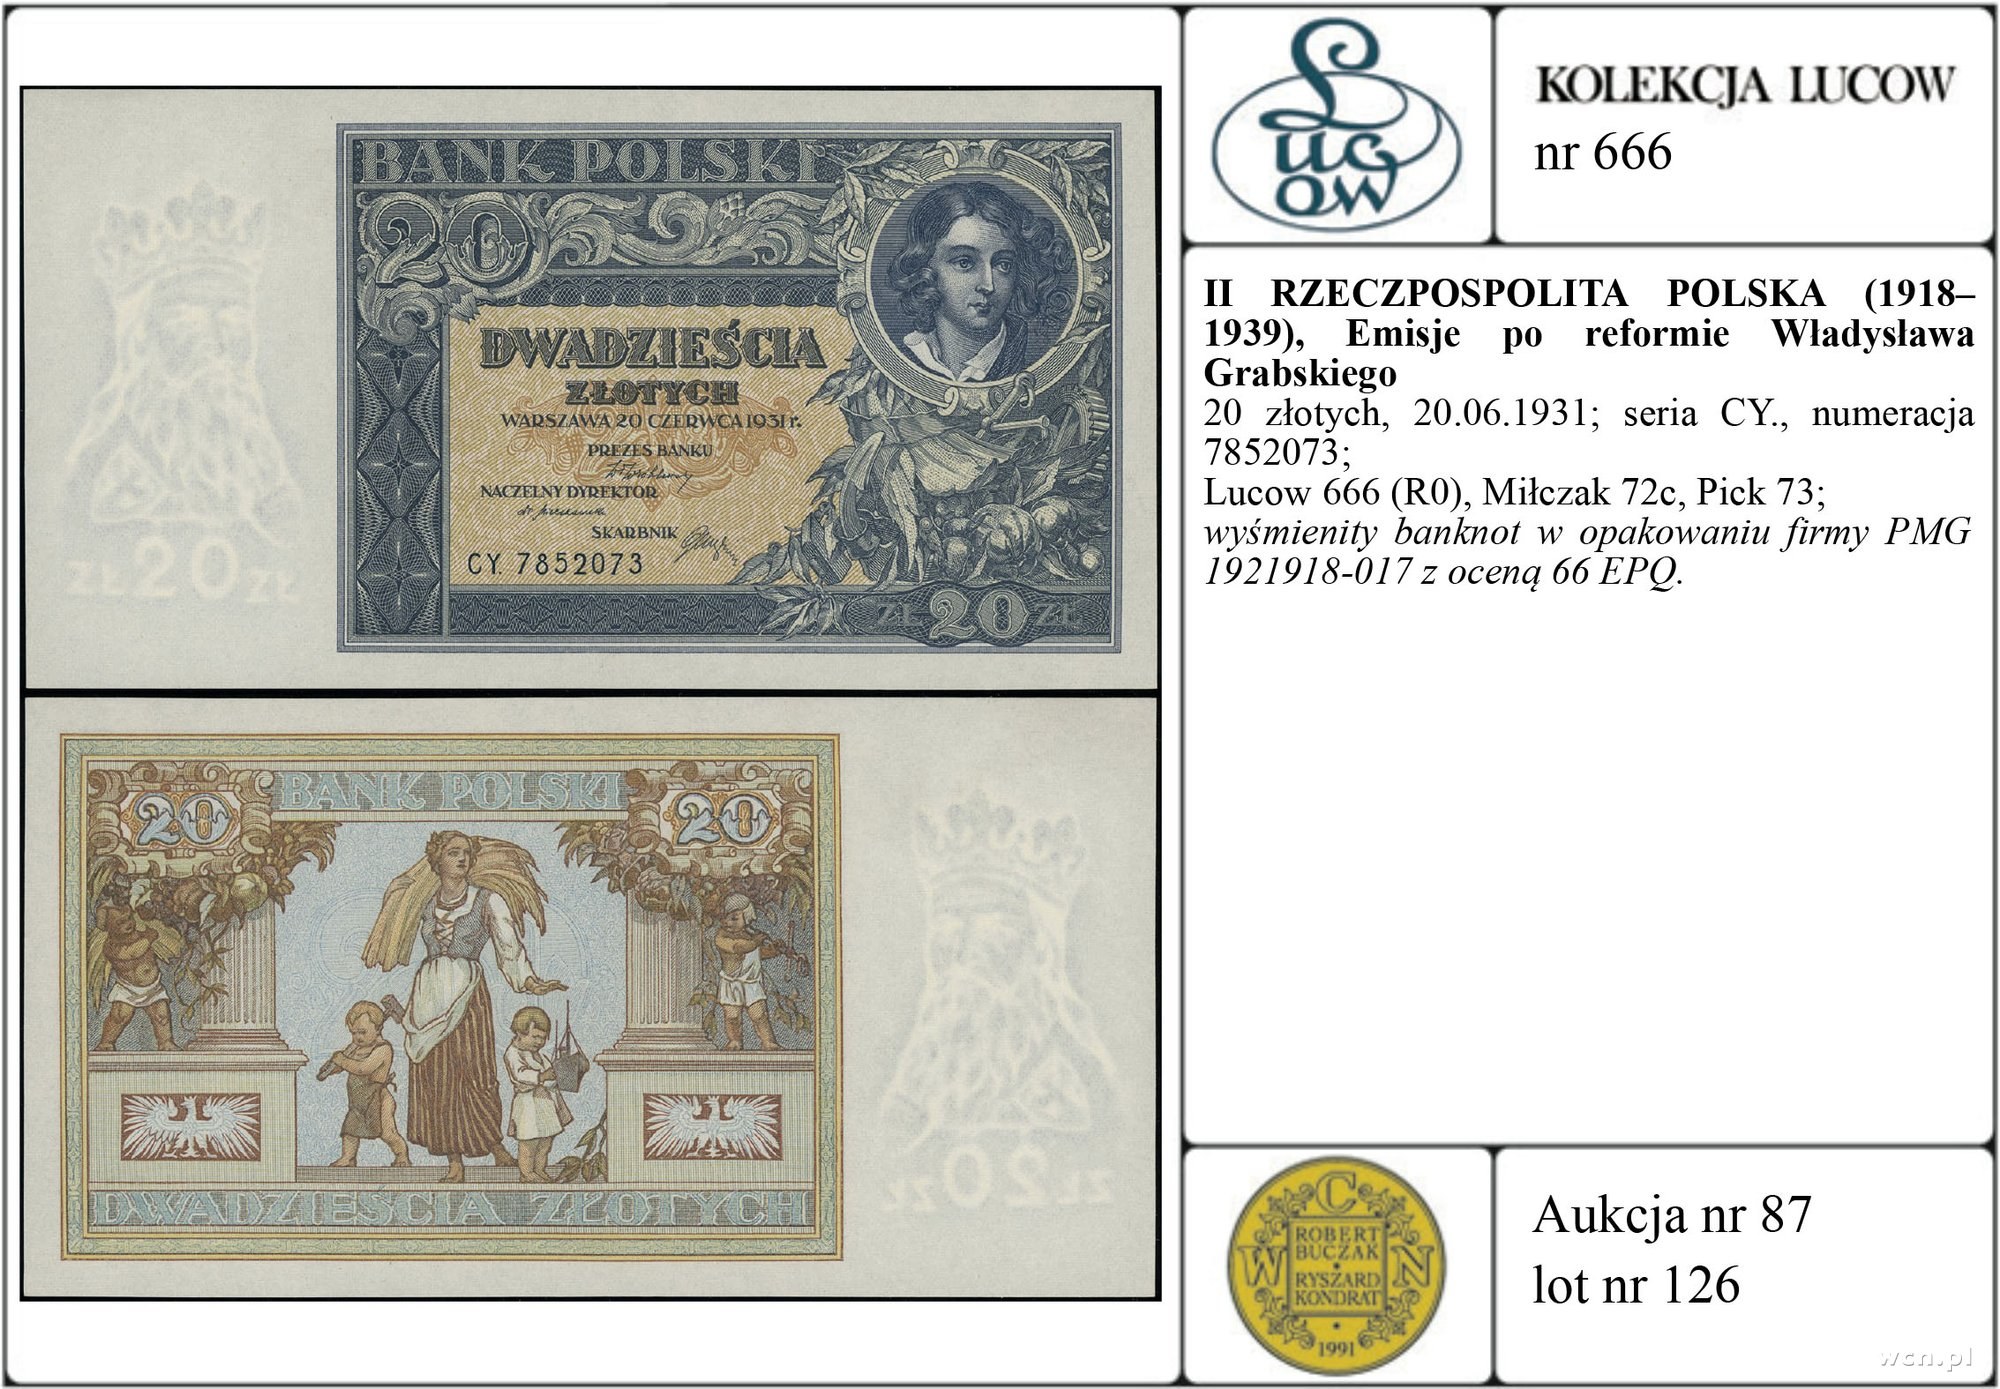 BANK POLSKI
20
DWADZIEŚCIA
ZŁOTYCH
WARSZAWA 20 CZERWCA 1931 r.
PREZES BANKU
NACZELNY DYREKTOR
SKARBNIK
CY. 7852073
ZŁ 20 ZŁ
ZŁ 20 ZŁ
20 BANK POLSKI 20
DWADZIEŚCIA ZŁOTYCH
ZŁ 20 ZŁ
Lucow
KOLEKCJA LUCOW
nr 666
II RZECZPOSPOLITA POLSKA (1918–
1939), Emisje po reformie Władysława
Grabskiego
20 złotych, 20.06.1931; seria CY., numeracja
7852073;
Lucow 666 (R0), Miłczak 72c, Pick 73;
wyśmienity banknot w opakowaniu firmy PMG
1921918-017 z oceną 66 EPQ.
W C N
ROBERT
BUCZAK
RYSZARD
KONDRAT
1991
Aukcja nr 87
lot nr 126
wcn.pl